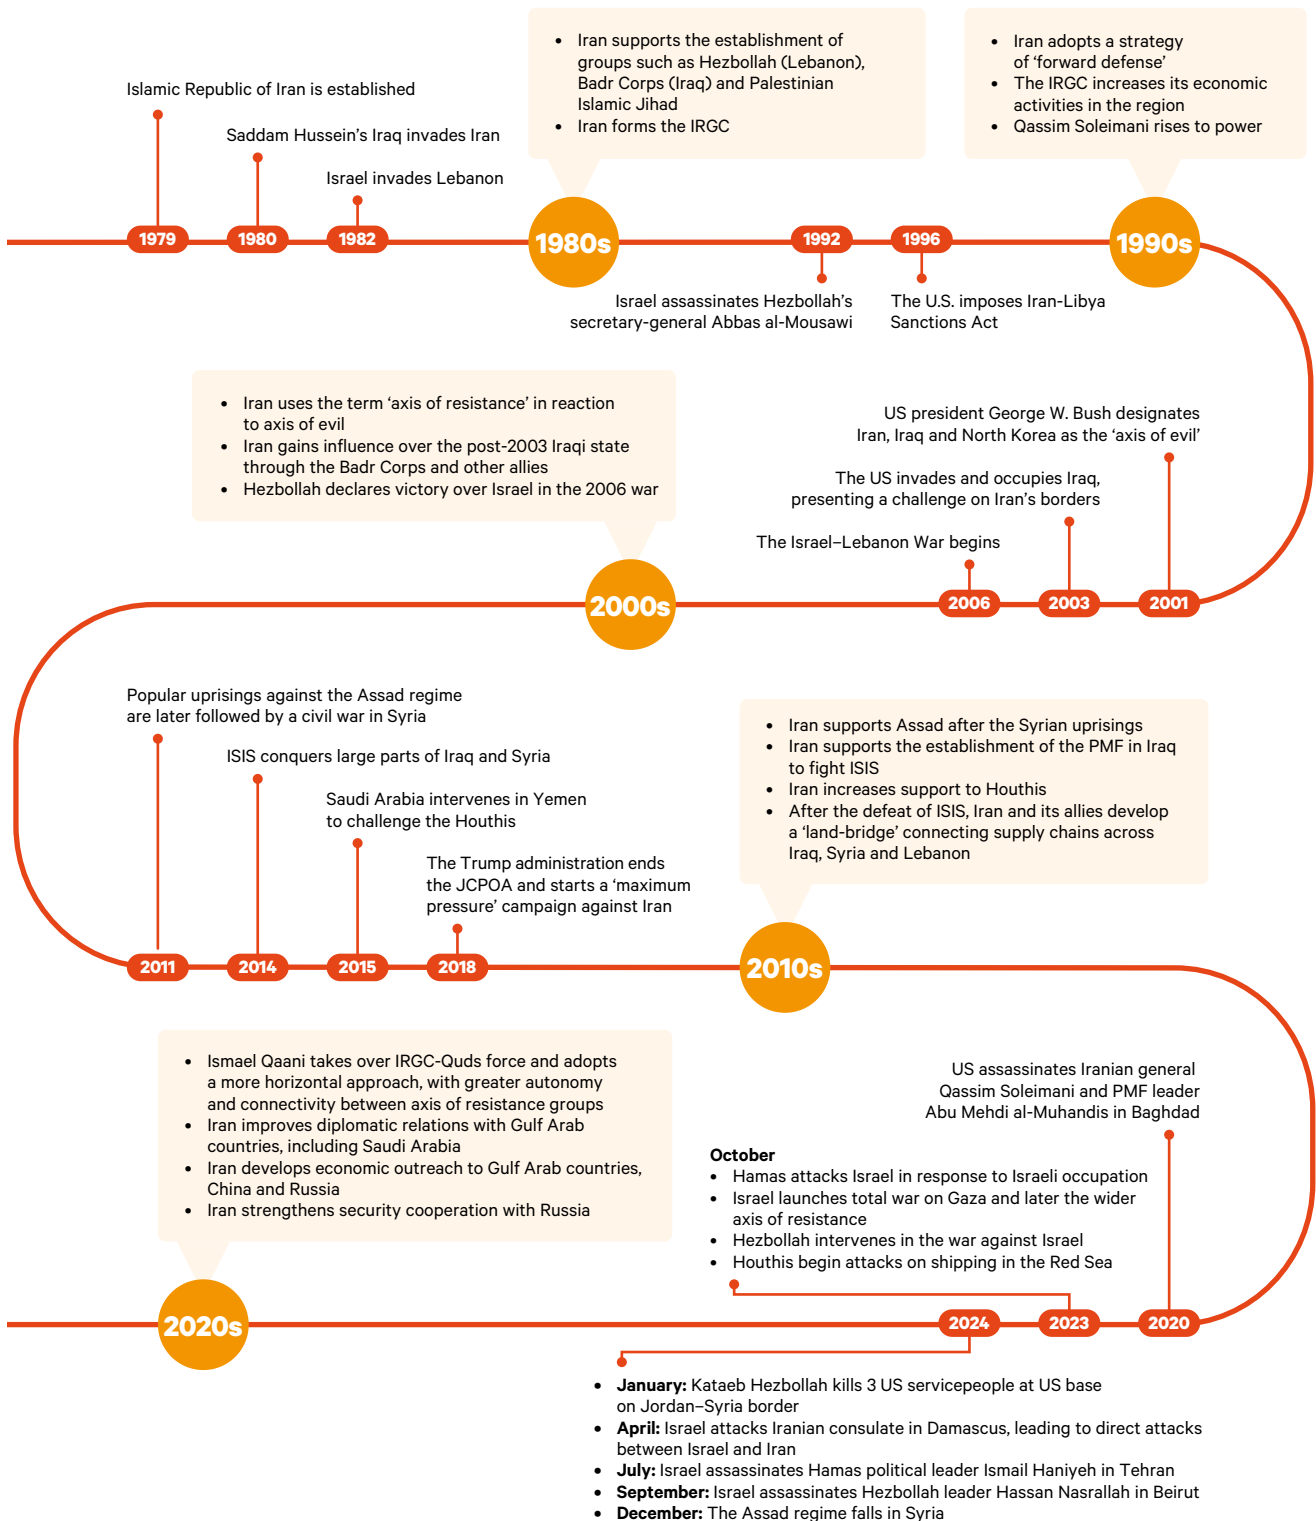 Islamic Republic of Iran is established
Saddam Hussein's Iraq invades Iran
Israel invades Lebanon
• Iran supports the establishment of
groups such as Hezbollah (Lebanon),
Badr Corps (Iraq) and Palestinian
Islamic Jihad
• Iran forms the IRGC
• Iran adopts a strategy
of ‘forward defense’
• The IRGC increases its economic
activities in the region
• Qassim Soleimani rises to power
1979
1980
1982
1980s
1992
1996
1990s
Israel assassinates Hezbollah’s
secretary-general Abbas al-Mousawi
The U.S. imposes Iran-Libya
Sanctions Act
• Iran uses the term ‘axis of resistance’ in reaction
to axis of evil
• Iran gains influence over the post-2003 Iraqi state
through the Badr Corps and other allies
• Hezbollah declares victory over Israel in the 2006 war
US president George W. Bush designates
Iran, Iraq and North Korea as the ‘axis of evil’
The US invades and occupies Iraq,
presenting a challenge on Iran’s borders
The Israel–Lebanon War begins
2000s
2006
2003
2001
Popular uprisings against the Assad regime
are later followed by a civil war in Syria
ISIS conquers large parts of Iraq and Syria
Saudi Arabia intervenes in Yemen
to challenge the Houthis
The Trump administration ends
the JCPOA and starts a ‘maximum
pressure’ campaign against Iran
• Iran supports Assad after the Syrian uprisings
• Iran supports the establishment of the PMF in Iraq
to fight ISIS
• Iran increases support to Houthis
• After the defeat of ISIS, Iran and its allies develop
a ‘land-bridge’ connecting supply chains across
Iraq, Syria and Lebanon
2011
2014
2015
2018
2010s
• Ismael Qaani takes over IRGC-Quds force and adopts
a more horizontal approach, with greater autonomy
and connectivity between axis of resistance groups
• Iran improves diplomatic relations with Gulf Arab
countries, including Saudi Arabia
• Iran develops economic outreach to Gulf Arab countries,
China and Russia
• Iran strengthens security cooperation with Russia
US assassinates Iranian general
Qassim Soleimani and PMF leader
Abu Mehdi al-Muhandis in Baghdad
October
• Hamas attacks Israel in response to Israeli occupation
• Israel launches total war on Gaza and later the wider
axis of resistance
• Hezbollah intervenes in the war against Israel
• Houthis begin attacks on shipping in the Red Sea
2020s
2024
2023
2020
• January: Kataeb Hezbollah kills 3 US servicepeople at US base
on Jordan–Syria border
• April: Israel attacks Iranian consulate in Damascus, leading to direct attacks
between Israel and Iran
• July: Israel assassinates Hamas political leader Ismail Haniyeh in Tehran
• September: Israel assassinates Hezbollah leader Hassan Nasrallah in Beirut
• December: The Assad regime falls in Syria